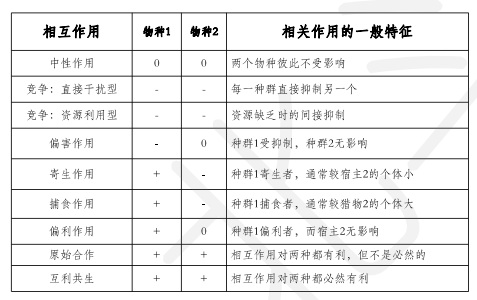 相互作用 物种1 物种2 相关作用的一般特征
中性作用 0 0 两个物种彼此不受影响
竞争：直接干扰型 - - 每一种群直接抑制另一个
竞争：资源利用型 - - 资源缺乏时的间接抑制
偏害作用 - 0 种群1受抑制，种群2无影响
寄生作用 + - 种群1寄生者，通常较宿主2的个体小
捕食作用 + - 种群1捕食者，通常较猎物2的个体大
偏利作用 + 0 种群1偏利者，而宿主2无影响
原始合作 + + 相互作用对两种都有利，但不是必然的
互利共生 + + 相互作用对两种都必然有利